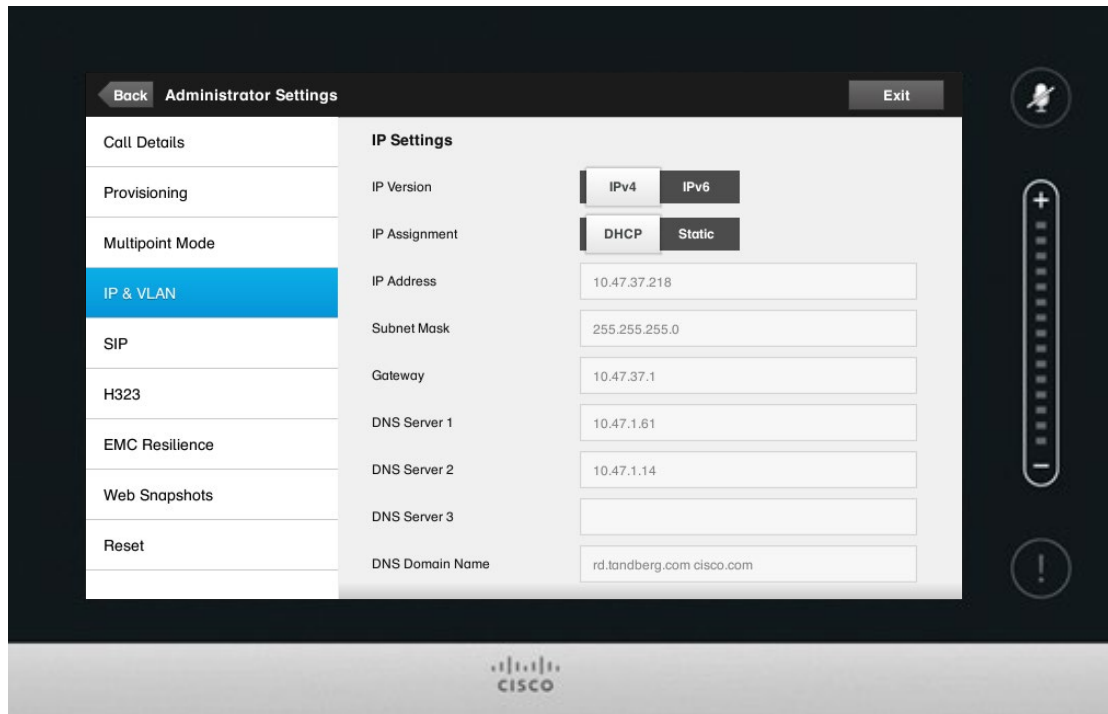 Back Administrator Settings Exit
Call Details
Provisioning
Multipoint Mode
IP & VLAN
SIP
H323
EMC Resilience
Web Snapshots
Reset
IP Settings
IP Version IPv4 IPv6
IP Assignment DHCP Static
IP Address 10.47.37.218
Subnet Mask 255.255.255.0
Gateway 10.47.37.1
DNS Server 1 10.47.1.61
DNS Server 2 10.47.1.14
DNS Server 3
DNS Domain Name rd.tandberg.com cisco.com
+
–
!
CISCO